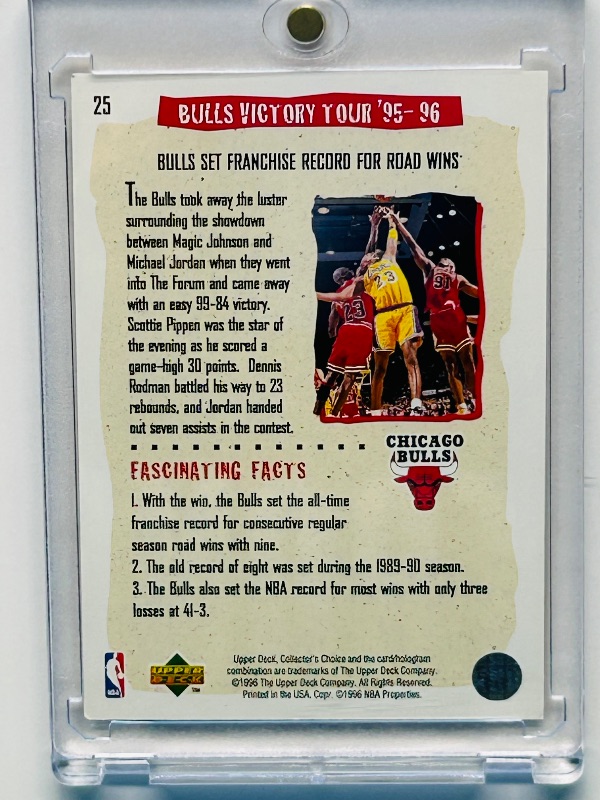 25
BULLS VICTORY TOUR '95-96
BULLS SET FRANCHISE RECORD FOR ROAD WINS
The Bulls took away the luster
surrounding the showdown
between Magic Johnson and
Michael Jordan when they went
into The Forum and came away
with an easy 99-84 victory.
Scottie Pippen was the star of
the evening as he scored a
game-high 30 points. Dennis
Rodman battled his way to 23
rebounds, and Jordan handed
out seven assists in the contest.
23
23
91
CHICAGO
BULLS
FASCINATING FACTS
1. With the win, the Bulls set the all-time
franchise record for consecutive regular
season road wins with nine.
2. The old record of eight was set during the 1989-90 season.
3. The Bulls also set the NBA record for most wins with only three
losses at 41-3.
UPPER
DECK
Upper Deck, Collector's Choice and the card/hologram
combination are trademarks of The Upper Deck Company.
©1996 The Upper Deck Company. All Rights Reserved.
Printed in the USA. Copy. ©1996 NBA Properties.